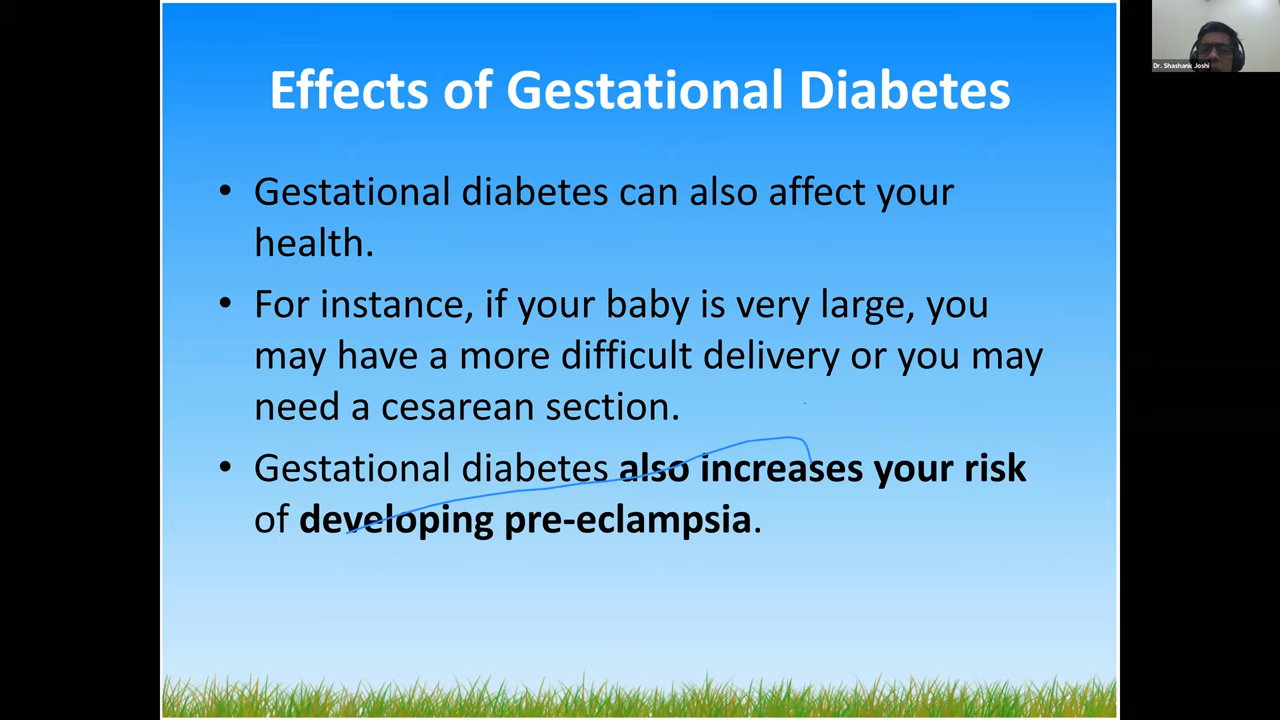 Effects of Gestational Diabetes
Dr. Shashank Joshi
• Gestational diabetes can also affect your
health.
• For instance, if your baby is very large, you
may have a more difficult delivery or you may
need a cesarean section.
• Gestational diabetes also increases your risk
of developing pre-eclampsia.